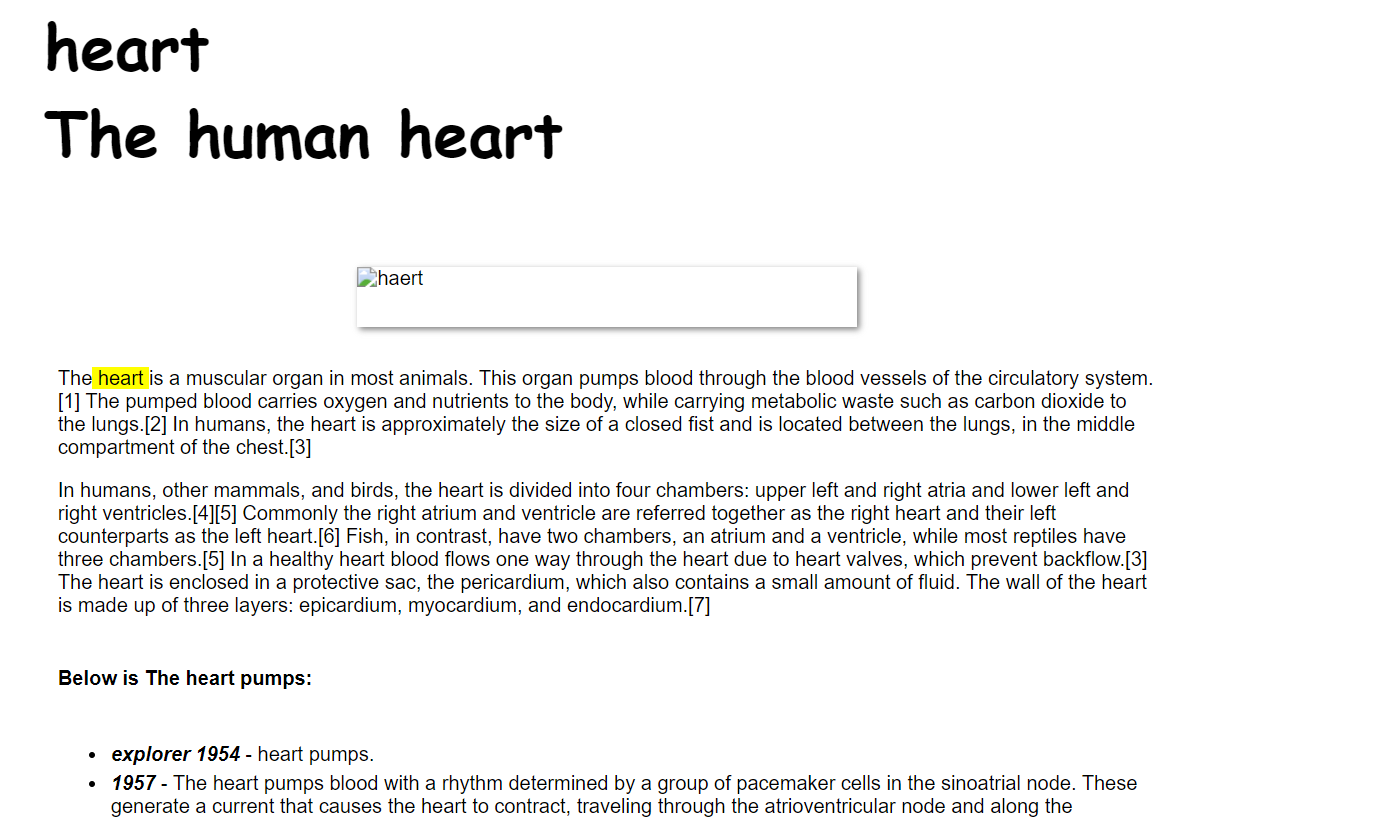 heart
The human heart
haert
The heart is a muscular organ in most animals. This organ pumps blood through the blood vessels of the circulatory system.
[1] The pumped blood carries oxygen and nutrients to the body, while carrying metabolic waste such as carbon dioxide to
the lungs.[2] In humans, the heart is approximately the size of a closed fist and is located between the lungs, in the middle
compartment of the chest.[3]
In humans, other mammals, and birds, the heart is divided into four chambers: upper left and right atria and lower left and
right ventricles.[4][5] Commonly the right atrium and ventricle are referred together as the right heart and their left
counterparts as the left heart.[6] Fish, in contrast, have two chambers, an atrium and a ventricle, while most reptiles have
three chambers.[5] In a healthy heart blood flows one way through the heart due to heart valves, which prevent backflow.[3]
The heart is enclosed in a protective sac, the pericardium, which also contains a small amount of fluid. The wall of the heart
is made up of three layers: epicardium, myocardium, and endocardium.[7]
Below is The heart pumps:
• explorer 1954 - heart pumps.
• 1957 - The heart pumps blood with a rhythm determined by a group of pacemaker cells in the sinoatrial node. These
generate a current that causes the heart to contract, traveling through the atrioventricular node and along the